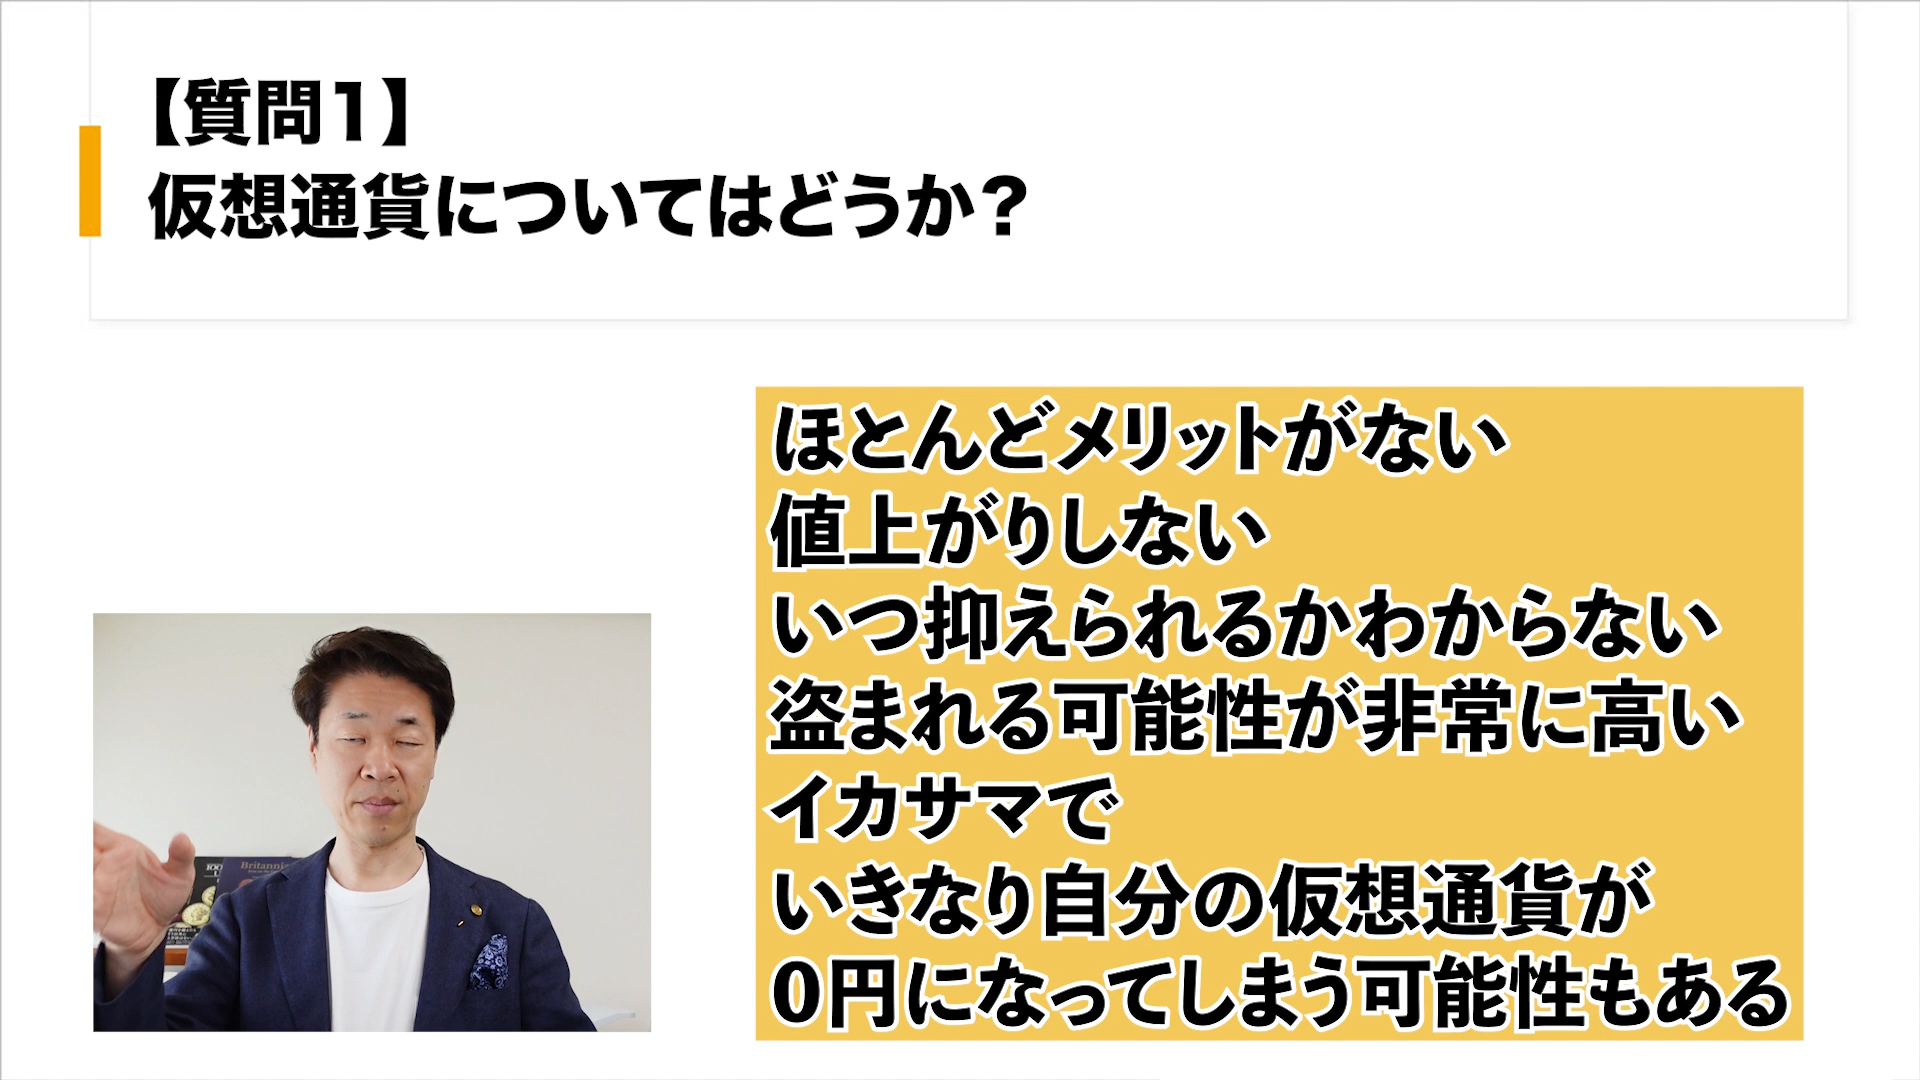 【質問1】
仮想通貨についてはどうか？
ほとんどメリットがない
値上がりしない
いつ抑えられるかわからない
盗まれる可能性が非常に高い
イカサマで
いきなり自分の仮想通貨が
0円になってしまう可能性もある